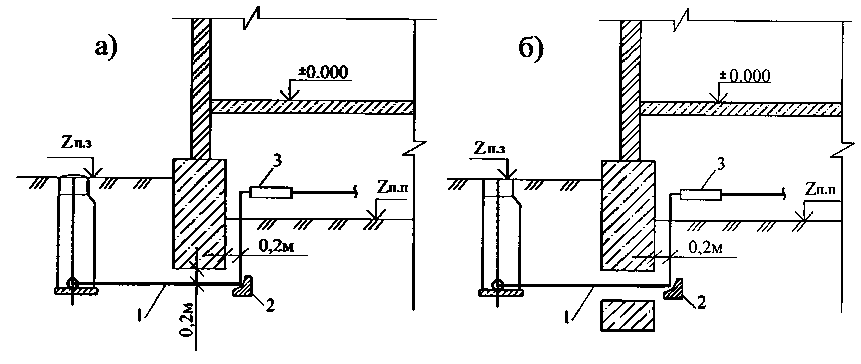 а)
±0.000
Zп.з
3
Zп.п
0,2м
1
2
0,2м
б)
±0.000
Zп.з
3
Zп.п
0,2м
1
2